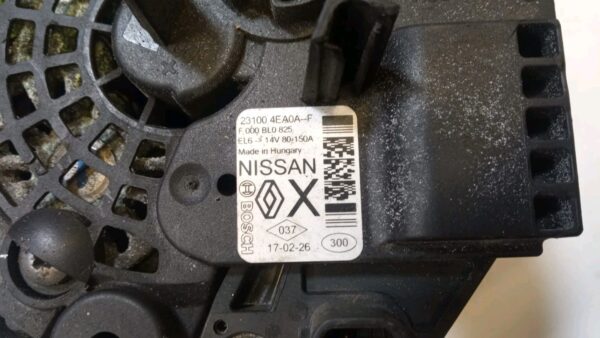 23100 4EA0A--F
F 000 BL0 825
EL6 -> 14V 80-150A
Made in Hungary
NISSAN
BOSCH
X
037
17-02-26
300